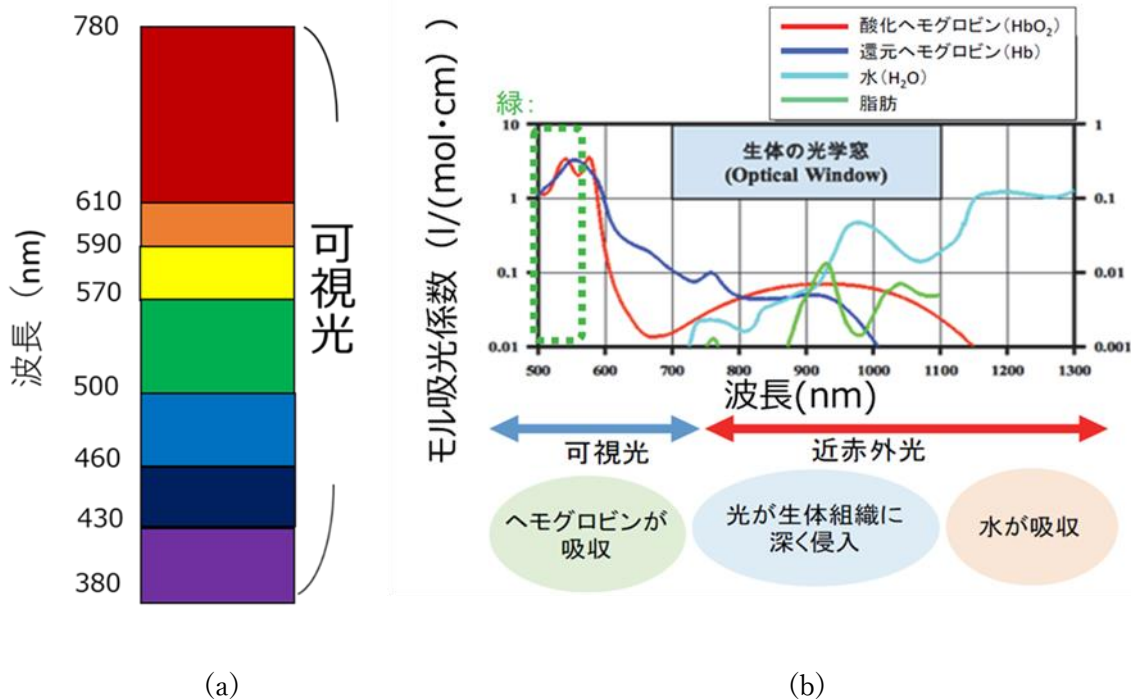 780
610
590
570
500
460
430
380
波長 (nm)
可視光
(a)
酸化ヘモグロビン(HbO₂)
還元ヘモグロビン(Hb)
水(H₂O)
脂肪
緑:
モル吸光係数 (l/(mol·cm)
10
1
0.1
0.01
1
0.1
0.01
0.001
生体の光学窓
(Optical Window)
500 600 700 800 900 1000 1100 1200 1300
波長(nm)
可視光
近赤外光
ヘモグロビンが
吸収
光が生体組織に
深く侵入
水が吸収
(b)